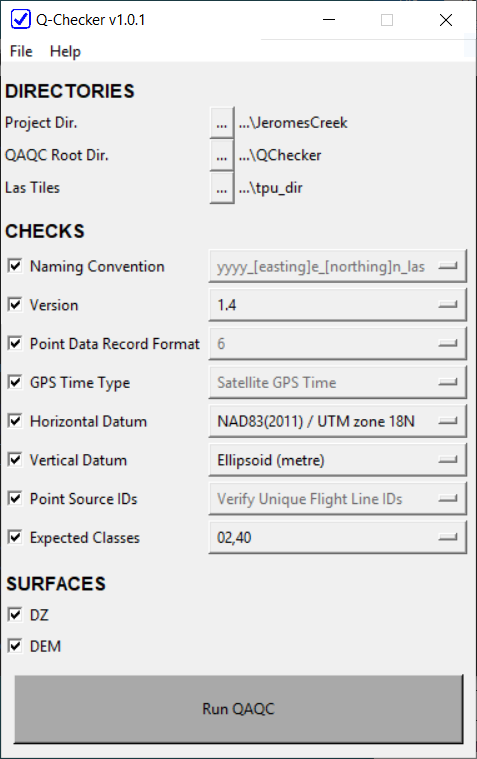 Q-Checker v1.0.1
File Help
DIRECTORIES
Project Dir. ... ...\JeromesCreek
QAQC Root Dir. ... ...\QChecker
Las Tiles ... ...\tpu_dir
CHECKS
Naming Convention yyyy_[easting]e_[northing]n_las
Version 1.4
Point Data Record Format 6
GPS Time Type Satellite GPS Time
Horizontal Datum NAD83(2011) / UTM zone 18N
Vertical Datum Ellipsoid (metre)
Point Source IDs Verify Unique Flight Line IDs
Expected Classes 02,40
SURFACES
DZ
DEM
Run QAQC